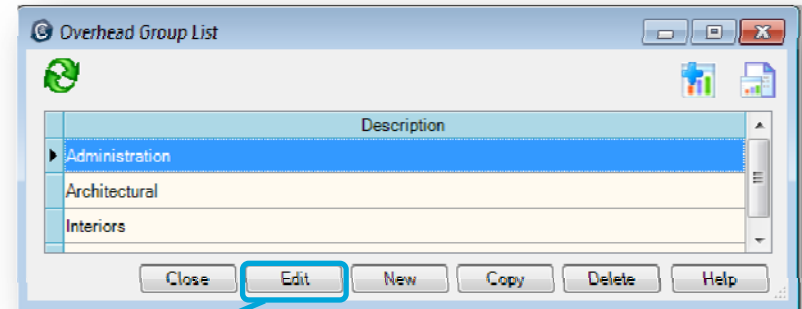 Overhead Group List
Description
Administration
Architectural
Interiors
Close Edit New Copy Delete Help